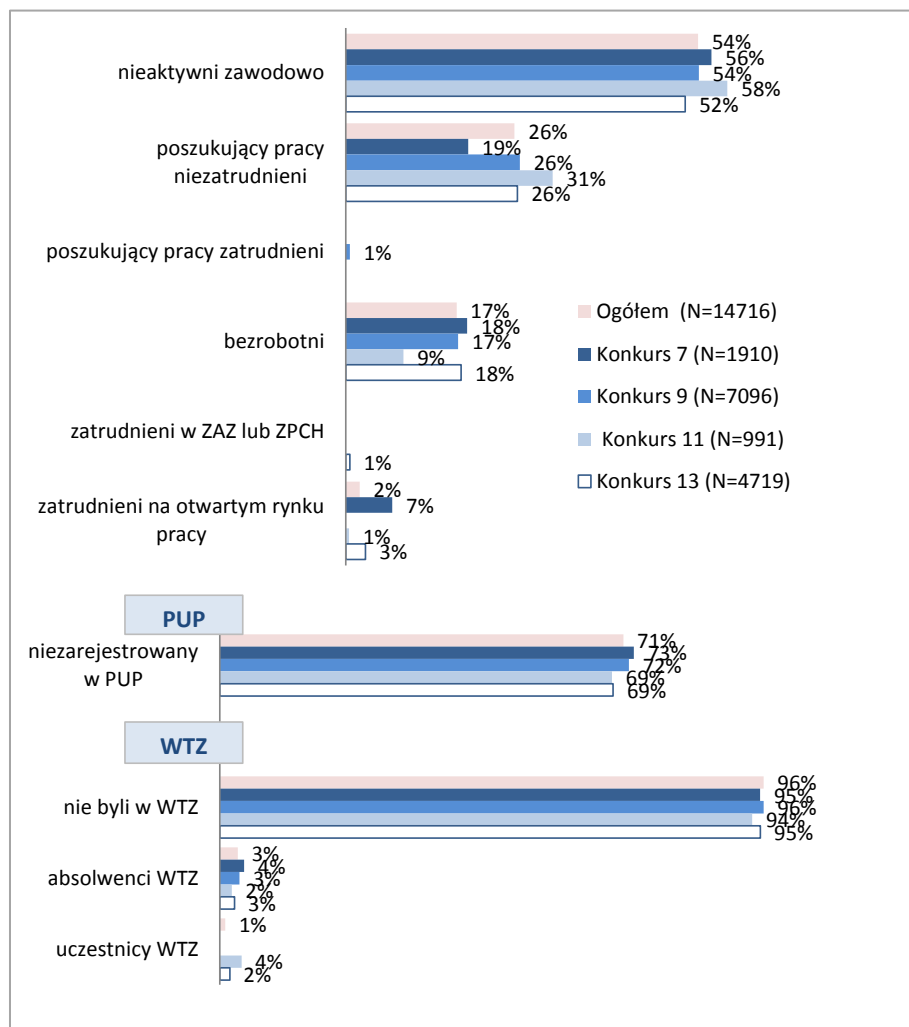 54%
56%
nieaktywni zawodowo
54%
58%
52%
26%
poszukujący pracy
niezatrudnieni
19%
26%
31%
26%
poszukujący pracy zatrudnieni
1%
17%
18%
bezrobotni
17%
9%
18%
Ogółem (N=14716)
Konkurs 7 (N=1910)
Konkurs 9 (N=7096)
Konkurs 11 (N=991)
Konkurs 13 (N=4719)
zatrudnieni w ZAZ lub ZPCH
1%
2%
zatrudnieni na otwartym rynku
pracy
7%
1%
3%
PUP
71%
niezarejestrowany
w PUP
73%
72%
69%
69%
WTZ
96%
95%
nie byli w WTZ
96%
94%
95%
3%
4%
absolwenci WTZ
3%
2%
3%
1%
uczestnicy WTZ
4%
2%